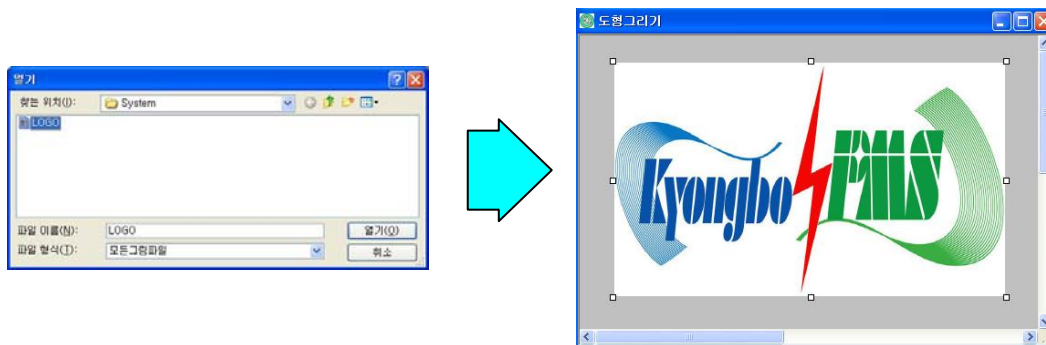 열기
찾는 위치(I):
System
LOGO
파일 이름(N):
LOGO
열기(O)
파일 형식(T):
모든그림파일
취소
도형그리기
Kyongbo
PMS